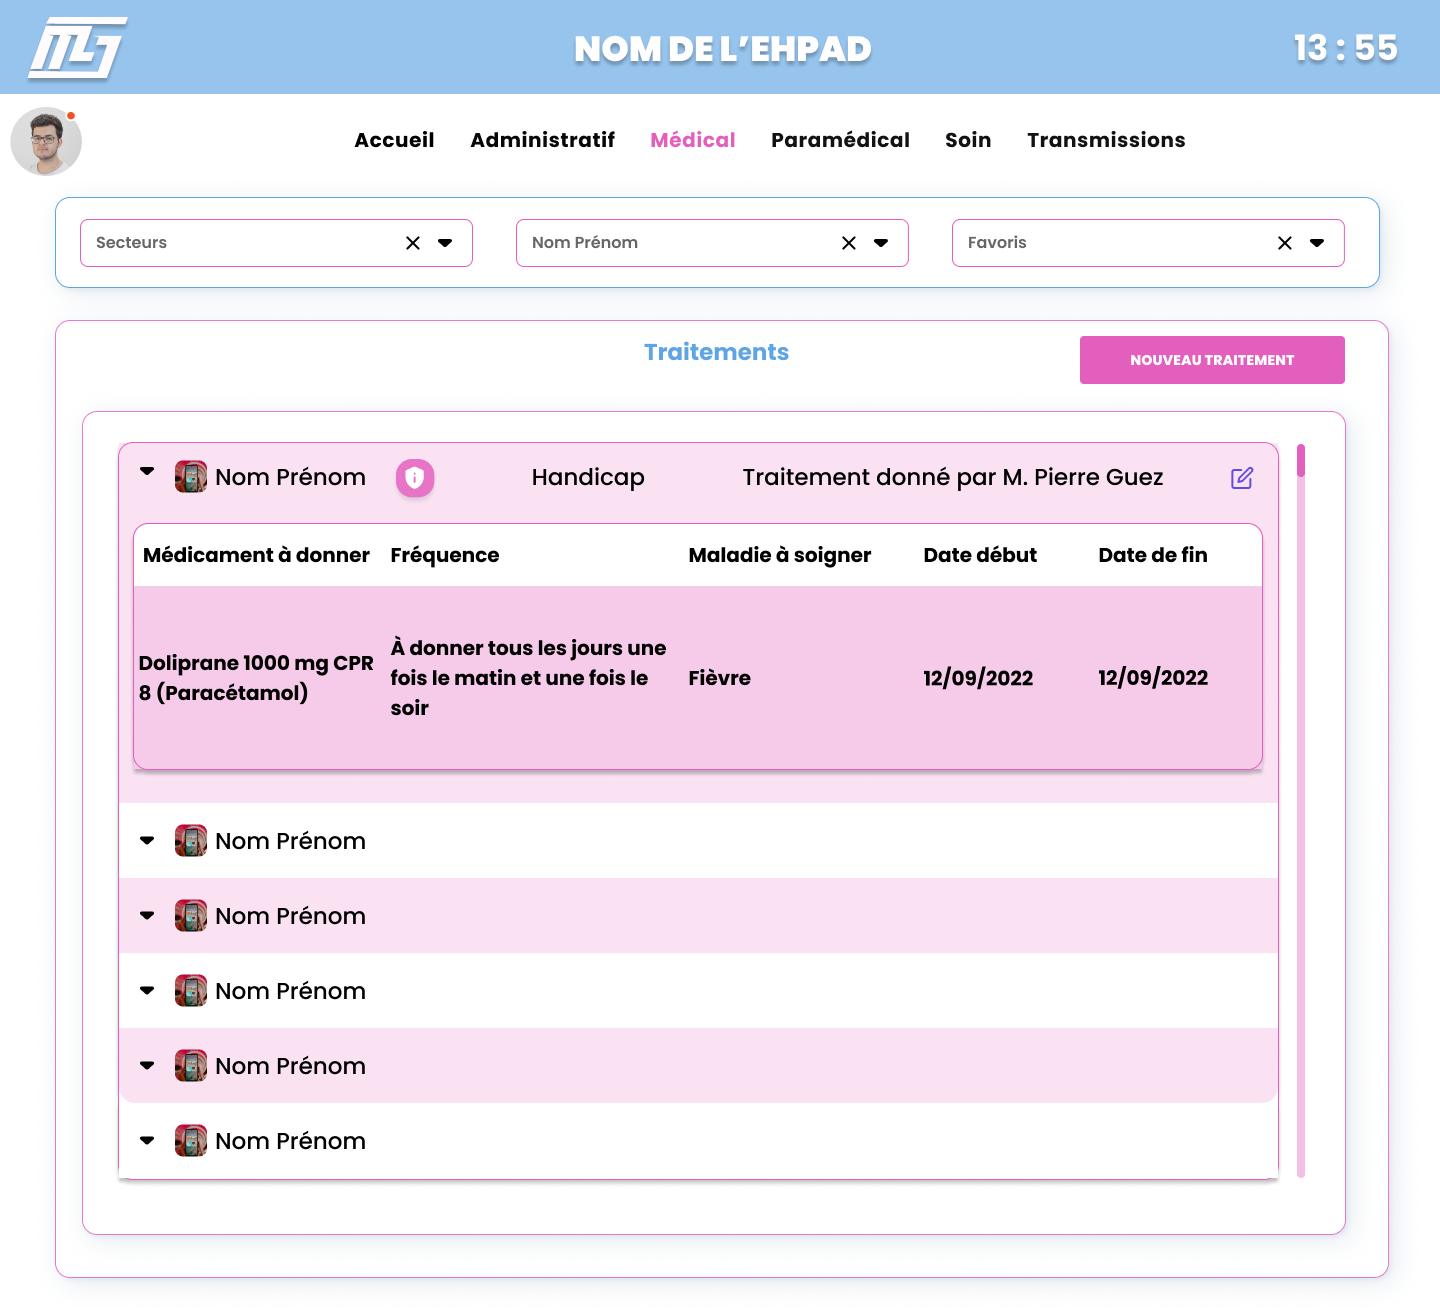 NOM DE L’EHPAD
13 : 55
Accueil Administratif Médical Paramédical Soin Transmissions
Secteurs
Nom Prénom
Favoris
Traitements
NOUVEAU TRAITEMENT
Nom Prénom Handicap Traitement donné par M. Pierre Guez
Médicament à donner Fréquence Maladie à soigner Date début Date de fin
Doliprane 1000 mg CPR
8 (Paracétamol)
À donner tous les jours une
fois le matin et une fois le
soir
Fièvre
12/09/2022
12/09/2022
Nom Prénom
Nom Prénom
Nom Prénom
Nom Prénom
Nom Prénom